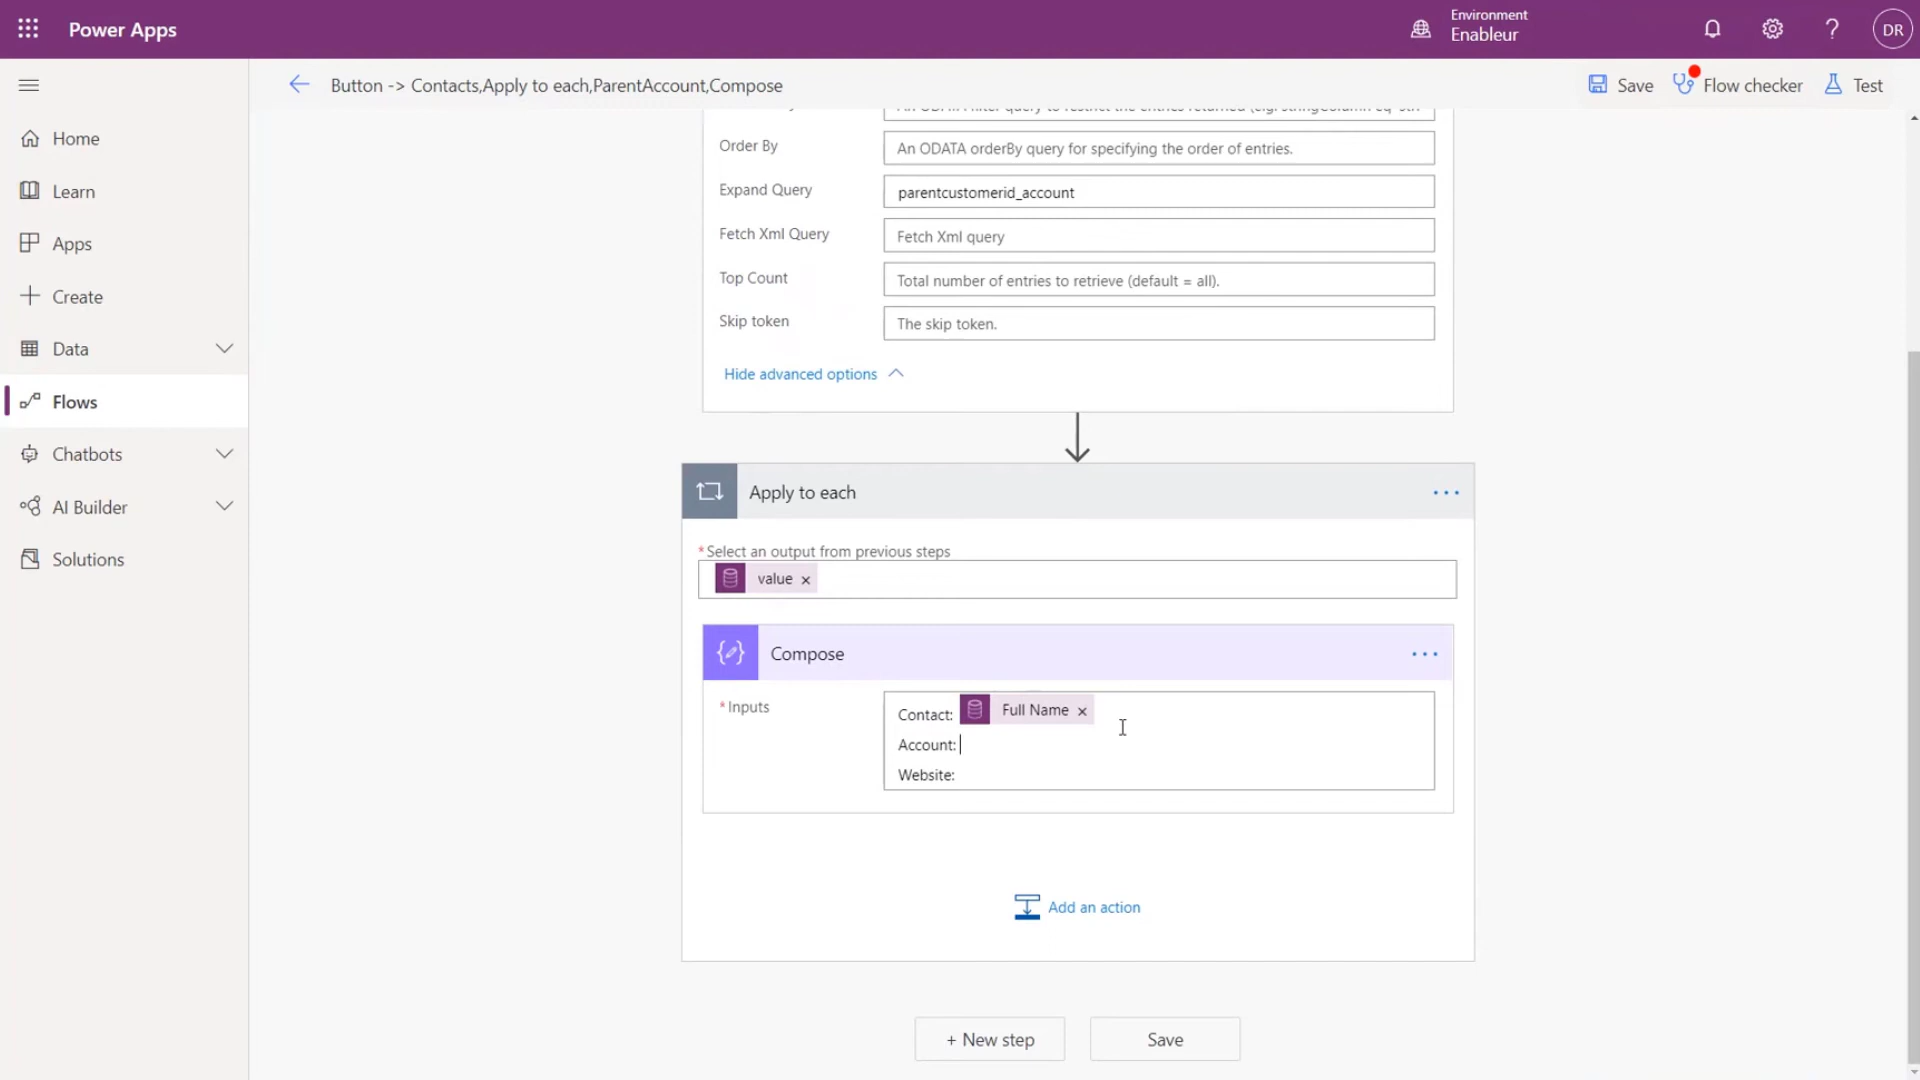 Power Apps
Environment
Enableur
DR
Button -> Contacts,Apply to each,ParentAccount,Compose
Save
Flow checker
Test
Home
Learn
Apps
Create
Data
Flows
Chatbots
AI Builder
Solutions
Order By
An ODATA orderBy query for specifying the order of entries.
Expand Query
parentcustomerid_account
Fetch Xml Query
Fetch Xml query
Top Count
Total number of entries to retrieve (default = all).
Skip token
The skip token.
Hide advanced options
Apply to each
*Select an output from previous steps
value ×
Compose
*Inputs
Contact: Full Name ×
Account:
Website:
Add an action
+ New step
Save